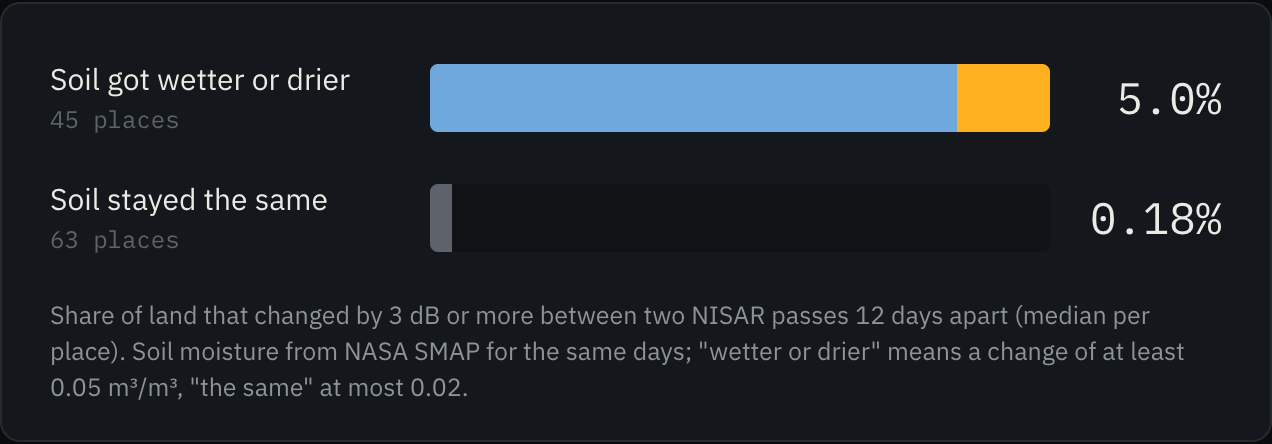 Soil got wetter or drier
45 places
5.0%
Soil stayed the same
63 places
0.18%
Share of land that changed by 3 dB or more between two NISAR passes 12 days apart (median per
place). Soil moisture from NASA SMAP for the same days; "wetter or drier" means a change of at least
0.05 m³/m³, "the same" at most 0.02.